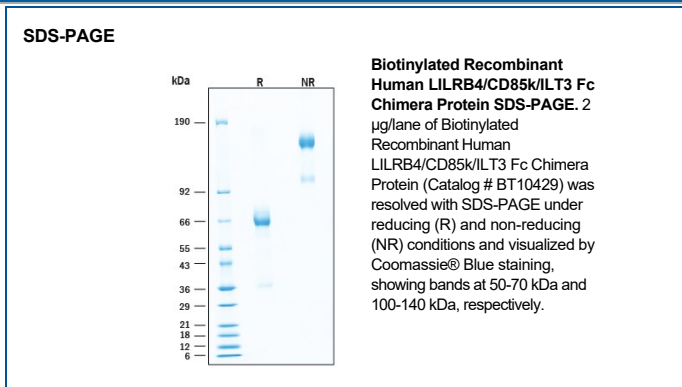 SDS-PAGE
kDa R NR
190
92
66
55
43
36
29
21
18
12
6
Biotinylated Recombinant
Human LILRB4/CD85k/ILT3 Fc
Chimera Protein SDS-PAGE. 2
µg/lane of Biotinylated
Recombinant Human
LILRB4/CD85k/ILT3 Fc Chimera
Protein (Catalog # BT10429) was
resolved with SDS-PAGE under
reducing (R) and non-reducing
(NR) conditions and visualized by
Coomassie® Blue staining,
showing bands at 50-70 kDa and
100-140 kDa, respectively.